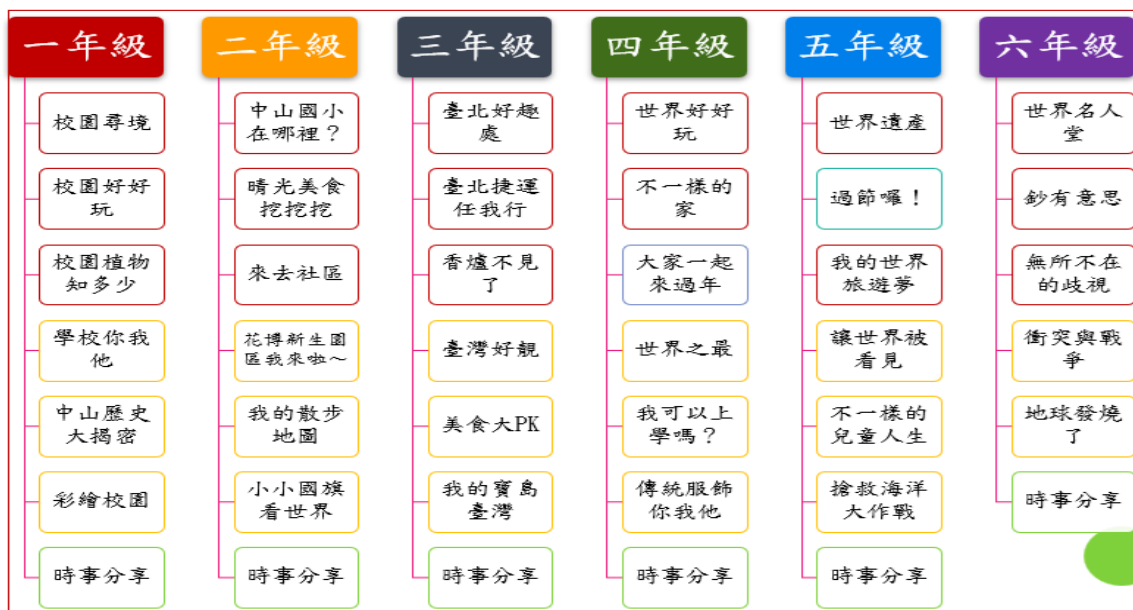 一年級
校園尋境
校園好好
玩
校園植物
知多少
學校你我
他
中山歷史
大揭密
彩繪校園
時事分享
二年級
中山國小
在哪裡？
晴光美食
挖挖挖
來去社區
花博新生園
區我來啦～
我的散步
地圖
小小國旗
看世界
時事分享
三年級
臺北好趣
處
臺北捷運
任我行
香爐不見
了
臺灣好靚
美食大PK
我的寶島
臺灣
時事分享
四年級
世界好好
玩
不一樣的
家
大家一起
來過年
世界之最
我可以上
學嗎？
傳統服飾
你我他
時事分享
五年級
世界遺產
過節囉！
我的世界
旅遊夢
讓世界被
看見
不一樣的
兒童人生
搶救海洋
大作戰
時事分享
六年級
世界名人
堂
鈔有意思
無所不在
的歧視
衝突與戰
爭
地球發燒
了
時事分享